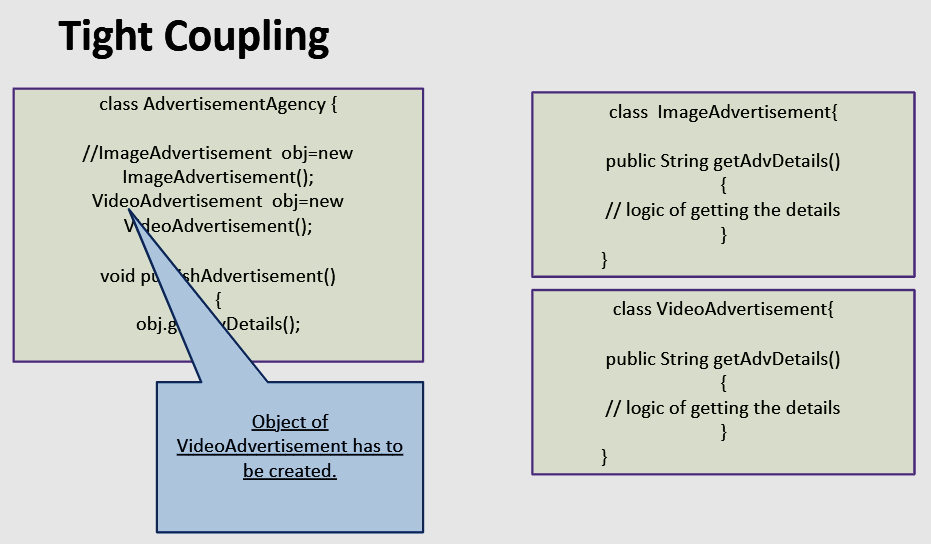 Tight Coupling
class AdvertisementAgency {
//ImageAdvertisement obj=new
ImageAdvertisement();
VideoAdvertisement obj=new
VideoAdvertisement();
void
{
Object of
VideoAdvertisement has to
be created.
class ImageAdvertisement{
public String getAdvDetails()
{
// logic of getting the details
}
}
class VideoAdvertisement{
public String getAdvDetails()
{
// logic of getting the details
}
}